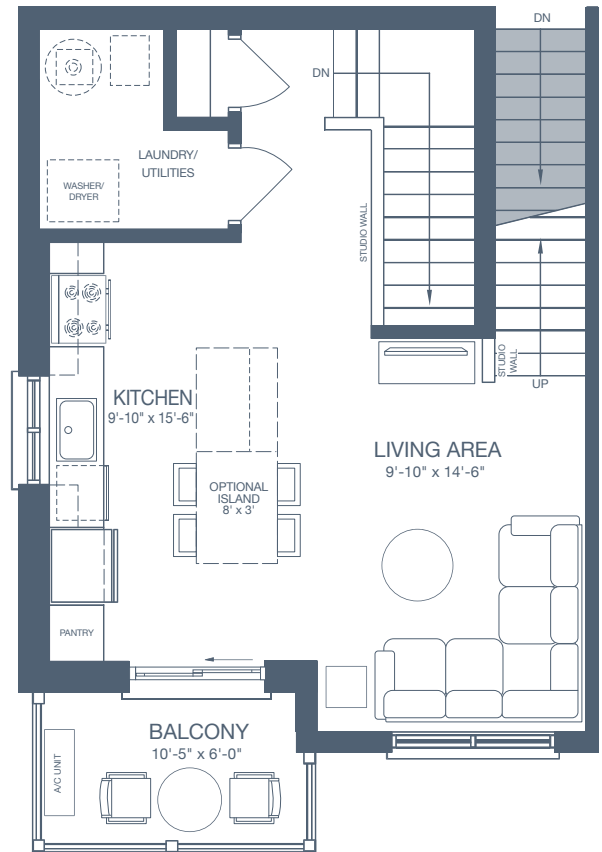 DN
DN
LAUNDRY/
UTILITIES
WASHER/
DRYER
STUDIO WALL
STUDIO
WALL
UP
KITCHEN
9'-10" x 15'-6"
LIVING AREA
9'-10" x 14'-6"
OPTIONAL
ISLAND
8' x 3'
PANTRY
BALCONY
10'-5" x 6'-0"
A/C UNIT